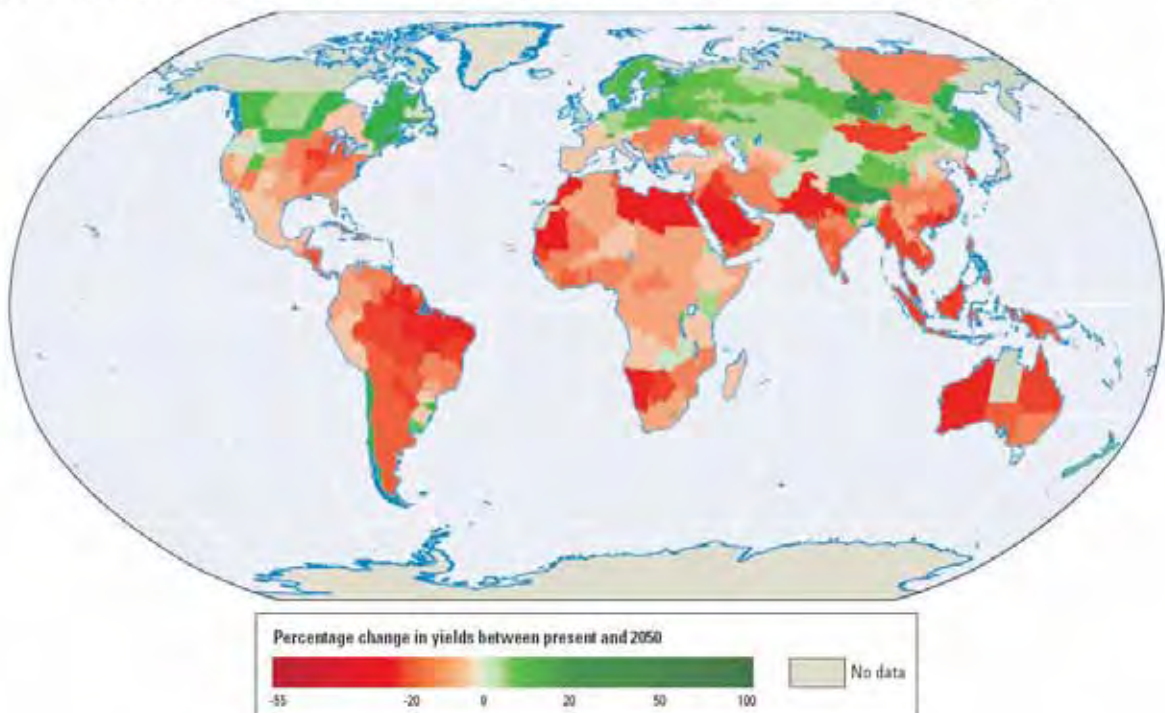 Percentage change in yields between present and 2050
No data
-55 -20 0 20 50 100